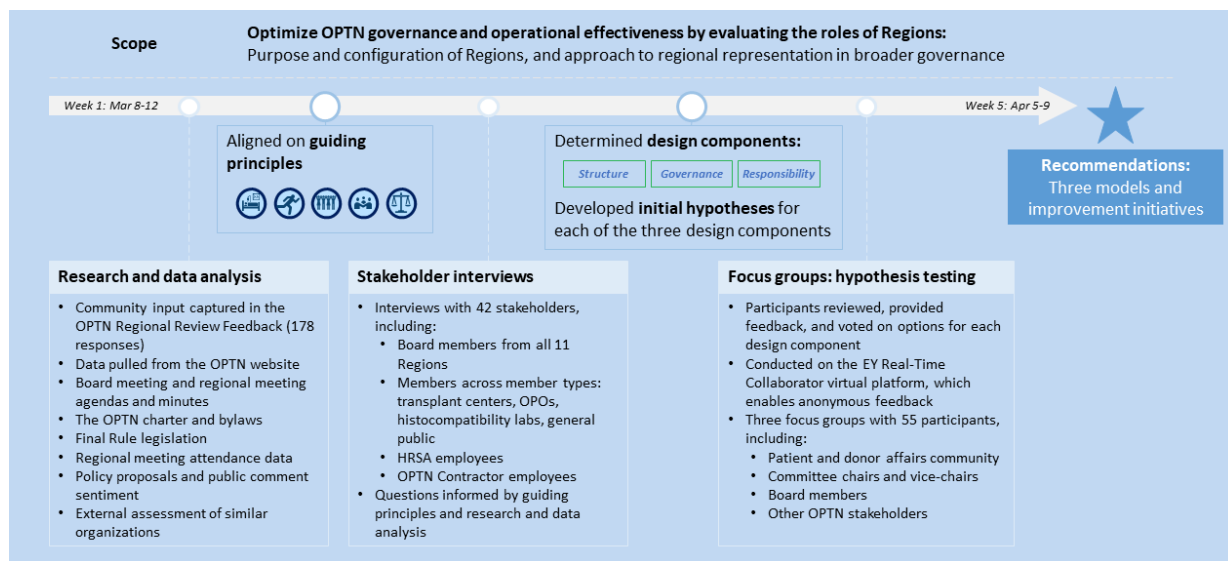 Scope
Optimize OPTN governance and operational effectiveness by evaluating the roles of Regions:
Purpose and configuration of Regions, and approach to regional representation in broader governance
Week 1: Mar 8-12
Week 5: Apr 5-9
Aligned on guiding
principles
Determined design components:
Structure
Governance
Responsibility
Developed initial hypotheses for
each of the three design components
Recommendations:
Three models and
improvement initiatives
Research and data analysis
• Community input captured in the
OPTN Regional Review Feedback (178
responses)
• Data pulled from the OPTN website
• Board meeting and regional meeting
agendas and minutes
• The OPTN charter and bylaws
• Final Rule legislation
• Regional meeting attendance data
• Policy proposals and public comment
sentiment
• External assessment of similar
organizations
Stakeholder interviews
• Interviews with 42 stakeholders,
including:
• Board members from all 11
Regions
• Members across member types:
transplant centers, OPOs,
histocompatibility labs, general
public
• HRSA employees
• OPTN Contractor employees
• Questions informed by guiding
principles and research and data
analysis
Focus groups: hypothesis testing
• Participants reviewed, provided
feedback, and voted on options for each
design component
• Conducted on the EY Real-Time
Collaborator virtual platform, which
enables anonymous feedback
• Three focus groups with 55 participants,
including:
• Patient and donor affairs community
• Committee chairs and vice-chairs
• Board members
• Other OPTN stakeholders